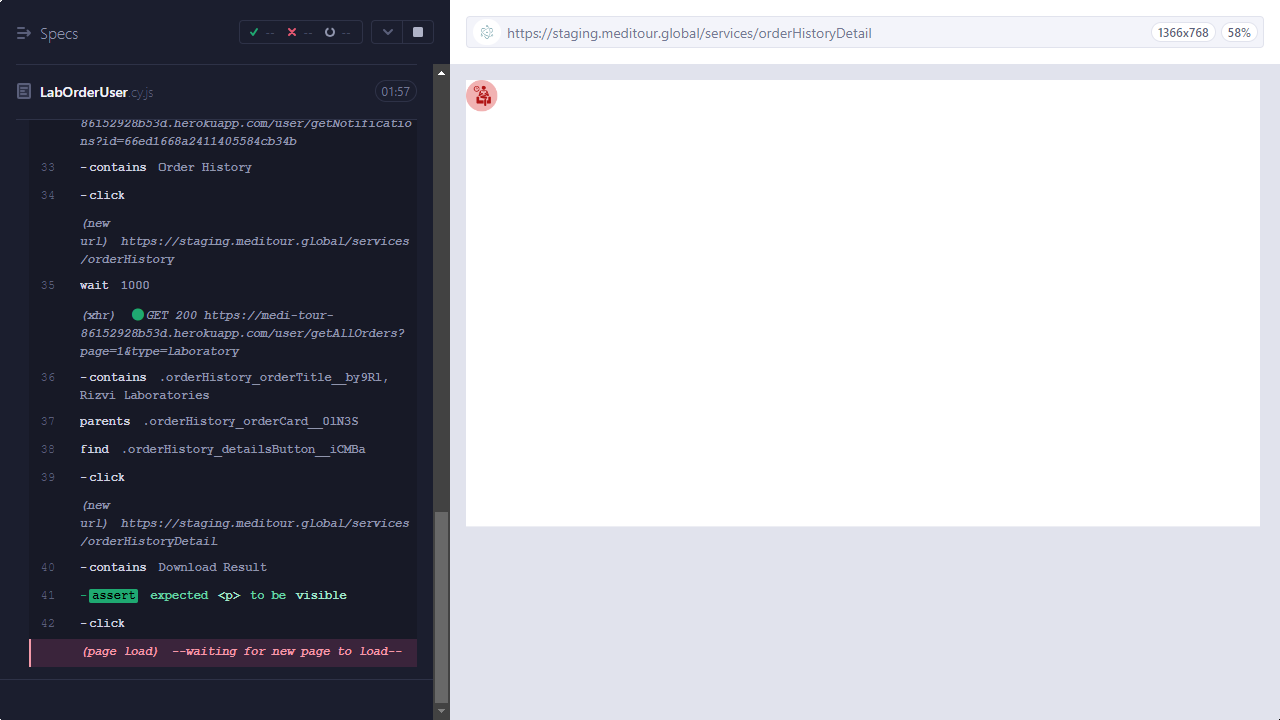 Specs
-- -- --
https://staging.meditour.global/services/orderHistoryDetail
1366x768
58%
LabOrderUser.cy.js
01:57
86152928b53d.herokuapp.com/user/getNotificatio
ns?id=66ed1668a2411405584cb34b
33 -contains Order History
34 -click
(new
url) https://staging.meditour.global/services
/orderHistory
35 wait 1000
(xhr) GET 200 https://medi-tour-
86152928b53d.herokuapp.com/user/getAllOrders?
page=1&type=laboratory
36 -contains .orderHistory_orderTitle__by9Rl,
Rizvi Laboratories
37 parents .orderHistory_orderCard__0lN3S
38 find .orderHistory_detailsButton__iCMBa
39 -click
(new
url) https://staging.meditour.global/services
/orderHistoryDetail
40 -contains Download Result
41 -assert expected <p> to be visible
42 -click
(page load) --waiting for new page to load--